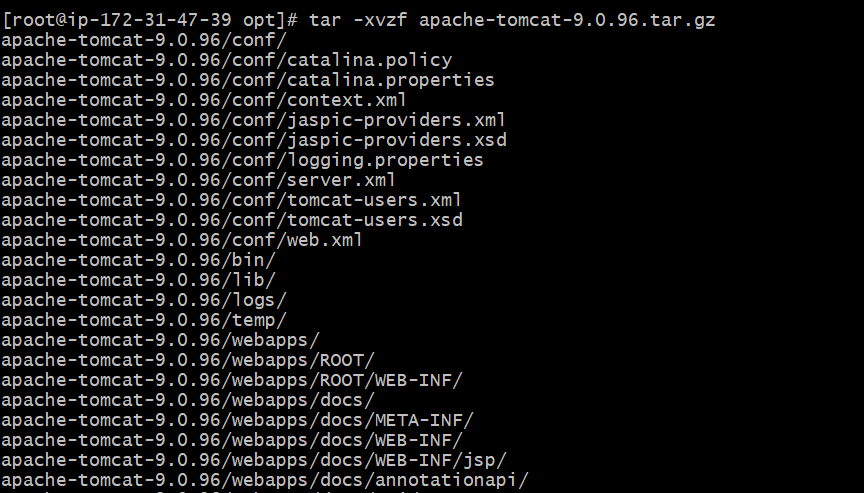 [root@ip-172-31-47-39 opt]# tar -xvzf apache-tomcat-9.0.96.tar.gz
apache-tomcat-9.0.96/conf/
apache-tomcat-9.0.96/conf/catalina.policy
apache-tomcat-9.0.96/conf/catalina.properties
apache-tomcat-9.0.96/conf/context.xml
apache-tomcat-9.0.96/conf/jaspic-providers.xml
apache-tomcat-9.0.96/conf/jaspic-providers.xsd
apache-tomcat-9.0.96/conf/logging.properties
apache-tomcat-9.0.96/conf/server.xml
apache-tomcat-9.0.96/conf/tomcat-users.xml
apache-tomcat-9.0.96/conf/tomcat-users.xsd
apache-tomcat-9.0.96/conf/web.xml
apache-tomcat-9.0.96/bin/
apache-tomcat-9.0.96/lib/
apache-tomcat-9.0.96/logs/
apache-tomcat-9.0.96/temp/
apache-tomcat-9.0.96/webapps/
apache-tomcat-9.0.96/webapps/ROOT/
apache-tomcat-9.0.96/webapps/ROOT/WEB-INF/
apache-tomcat-9.0.96/webapps/docs/
apache-tomcat-9.0.96/webapps/docs/META-INF/
apache-tomcat-9.0.96/webapps/docs/WEB-INF/
apache-tomcat-9.0.96/webapps/docs/WEB-INF/jsp/
apache-tomcat-9.0.96/webapps/docs/annotationapi/